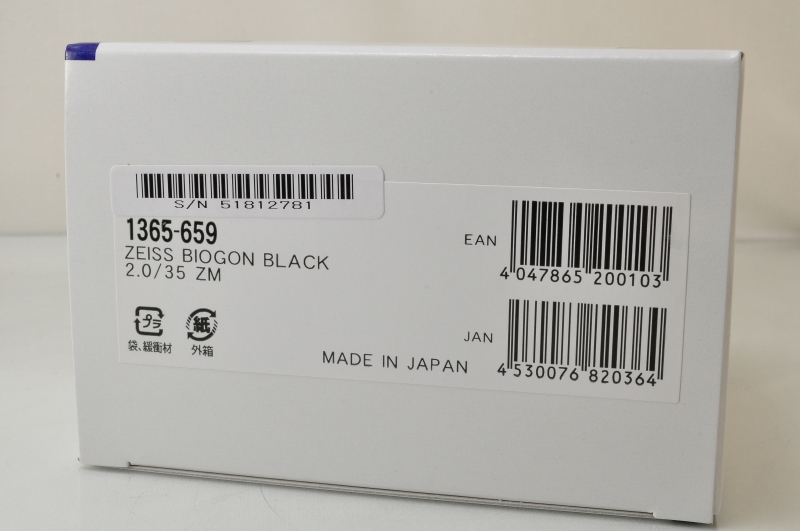 S/N 51812781
1365-659
ZEISS BIOGON BLACK
2.0/35 ZM
EAN
4 047865 200103
JAN
4 530076 820364
プラ
袋、緩衝材
紙
外箱
MADE IN JAPAN